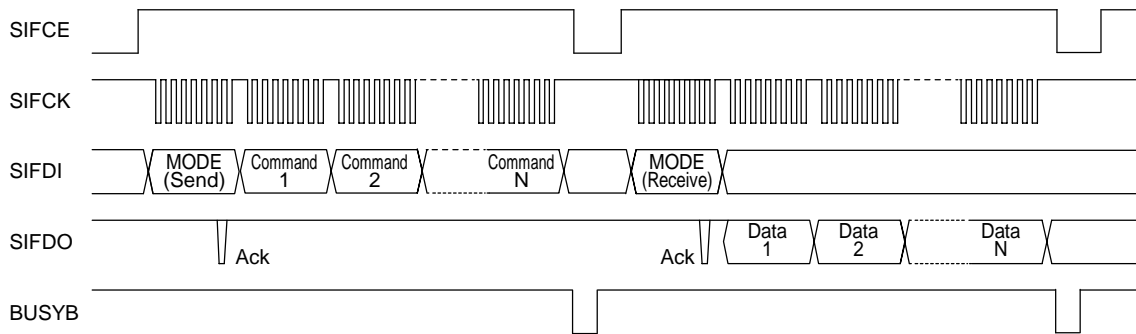 SIFCE
SIFCK
SIFDI
MODE
(Send)
Command
1
Command
2
Command
N
MODE
(Receive)
SIFDO
Ack
Ack
Data
1
Data
2
Data
N
BUSYB